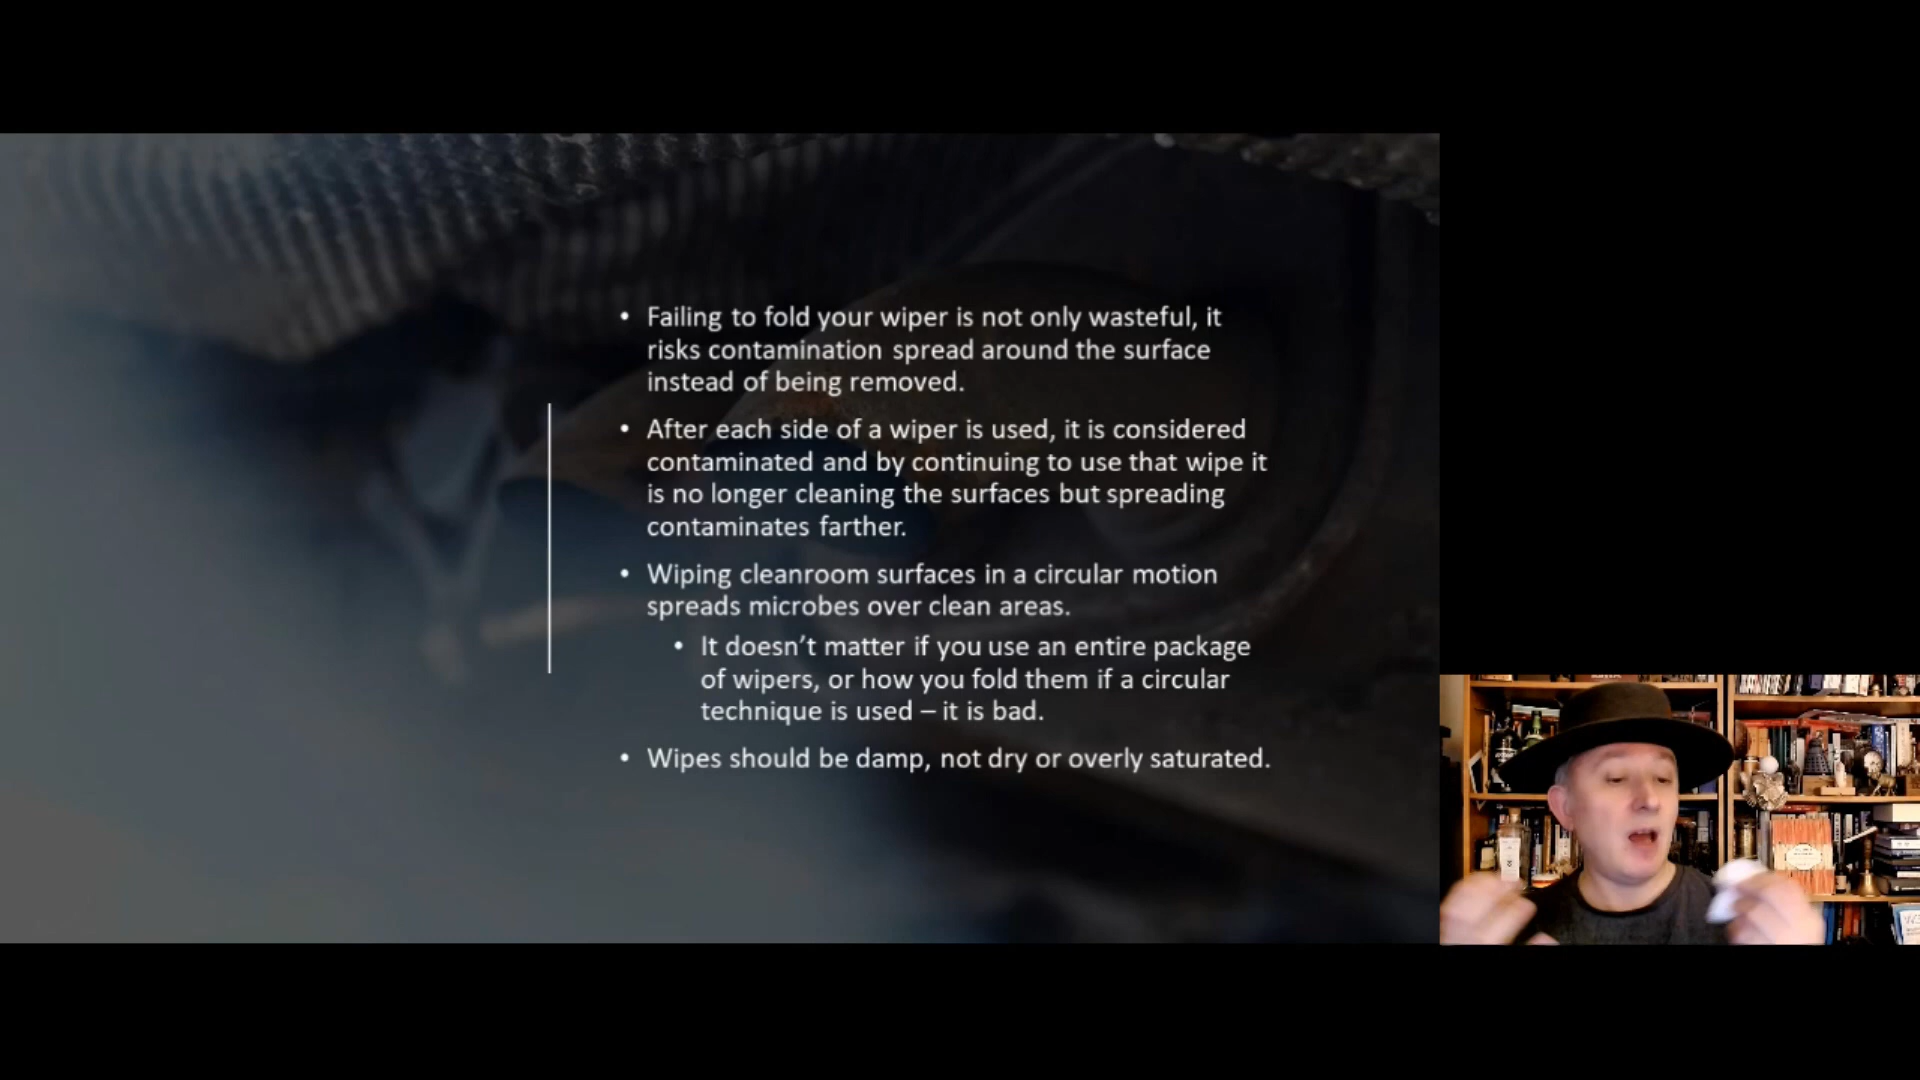 • Failing to fold your wiper is not only wasteful, it
risks contamination spread around the surface
instead of being removed.
• After each side of a wiper is used, it is considered
contaminated and by continuing to use that wipe it
is no longer cleaning the surfaces but spreading
contaminates farther.
• Wiping cleanroom surfaces in a circular motion
spreads microbes over clean areas.
• It doesn’t matter if you use an entire package
of wipers, or how you fold them if a circular
technique is used – it is bad.
• Wipes should be damp, not dry or overly saturated.